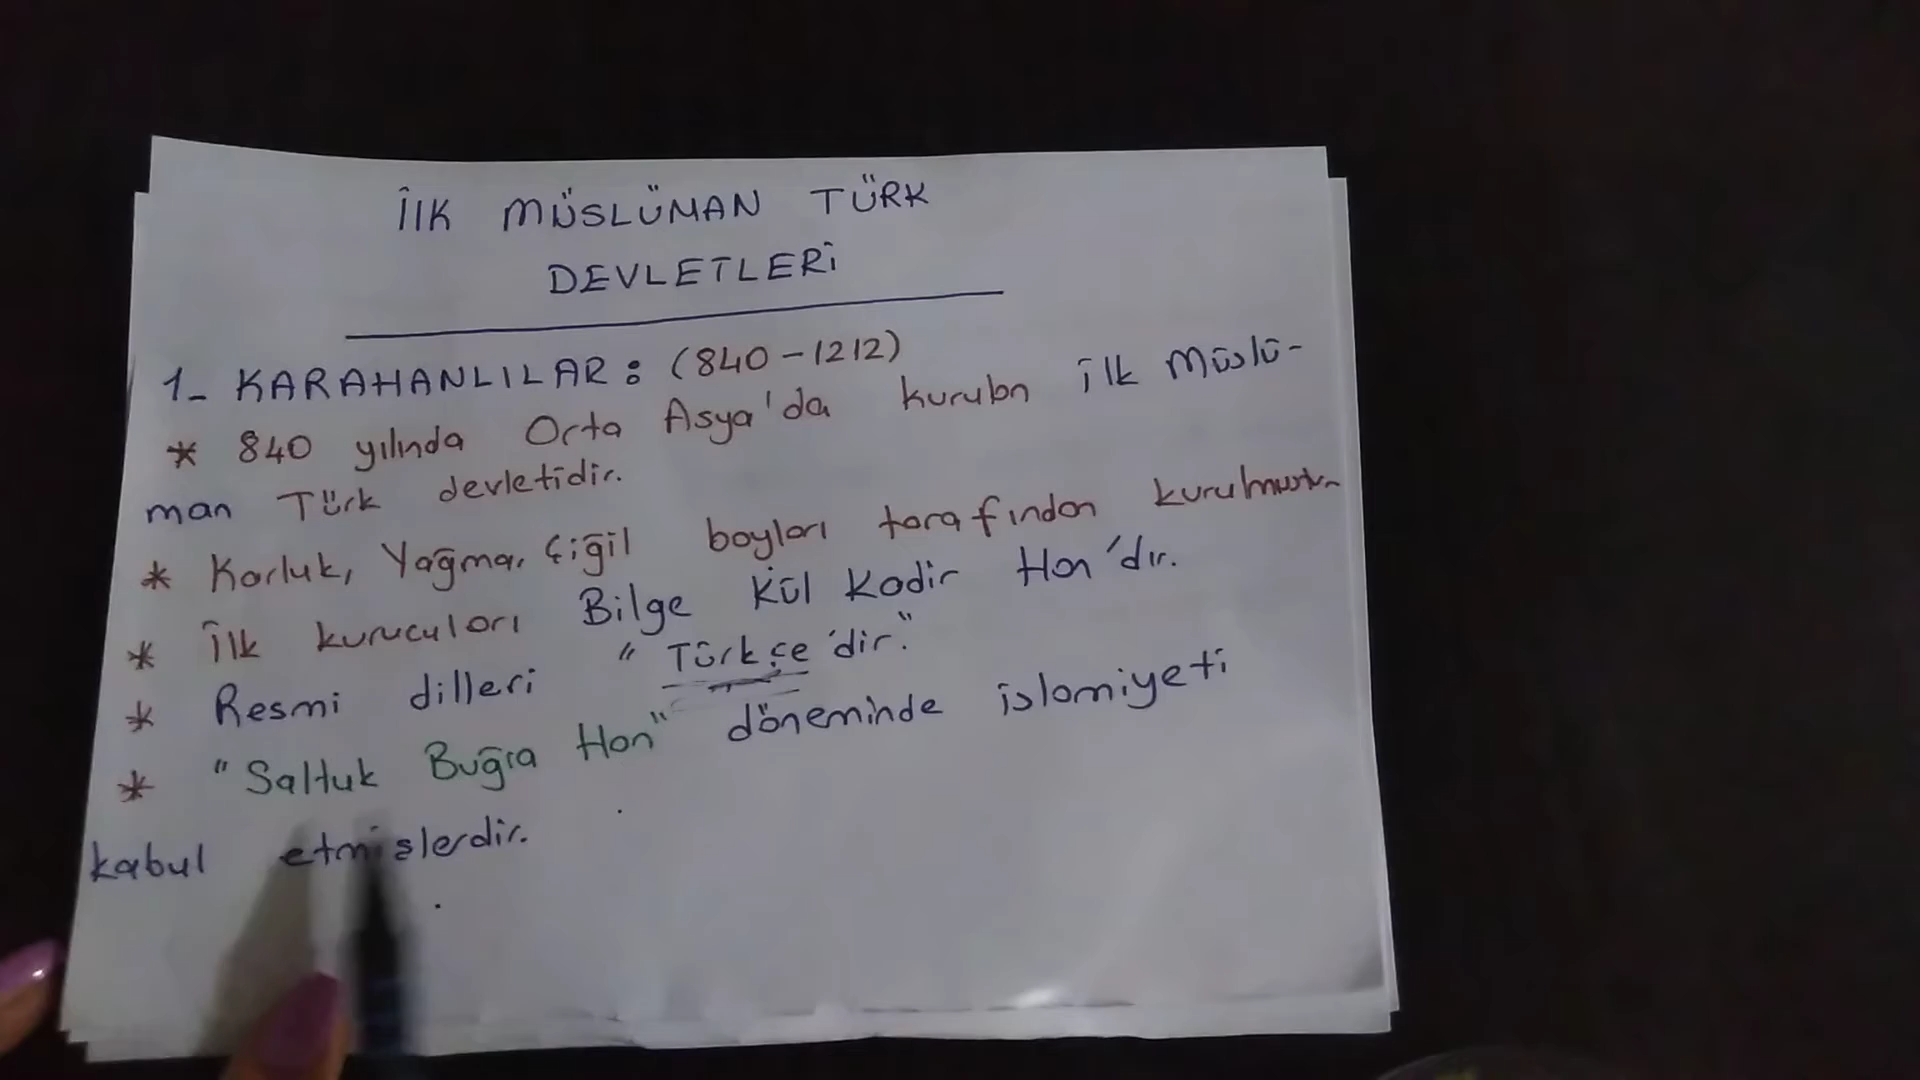 İLK MÜSLÜMAN TÜRK
DEVLETLERİ
1- KARAHANLILAR: (840-1212)
* 840 yılında Orta Asya'da kurulan ilk Müslü-
man Türk devletidir.
* Karluk, Yağma, Çiğil boyları tarafından kurulmuştur
* İlk kurucuları Bilge Kül Kadir Han'dır.
* Resmi dilleri "Türkçe'dir."
* "Saltuk Buğra Han" döneminde islamiyeti
kabul etmişlerdir.